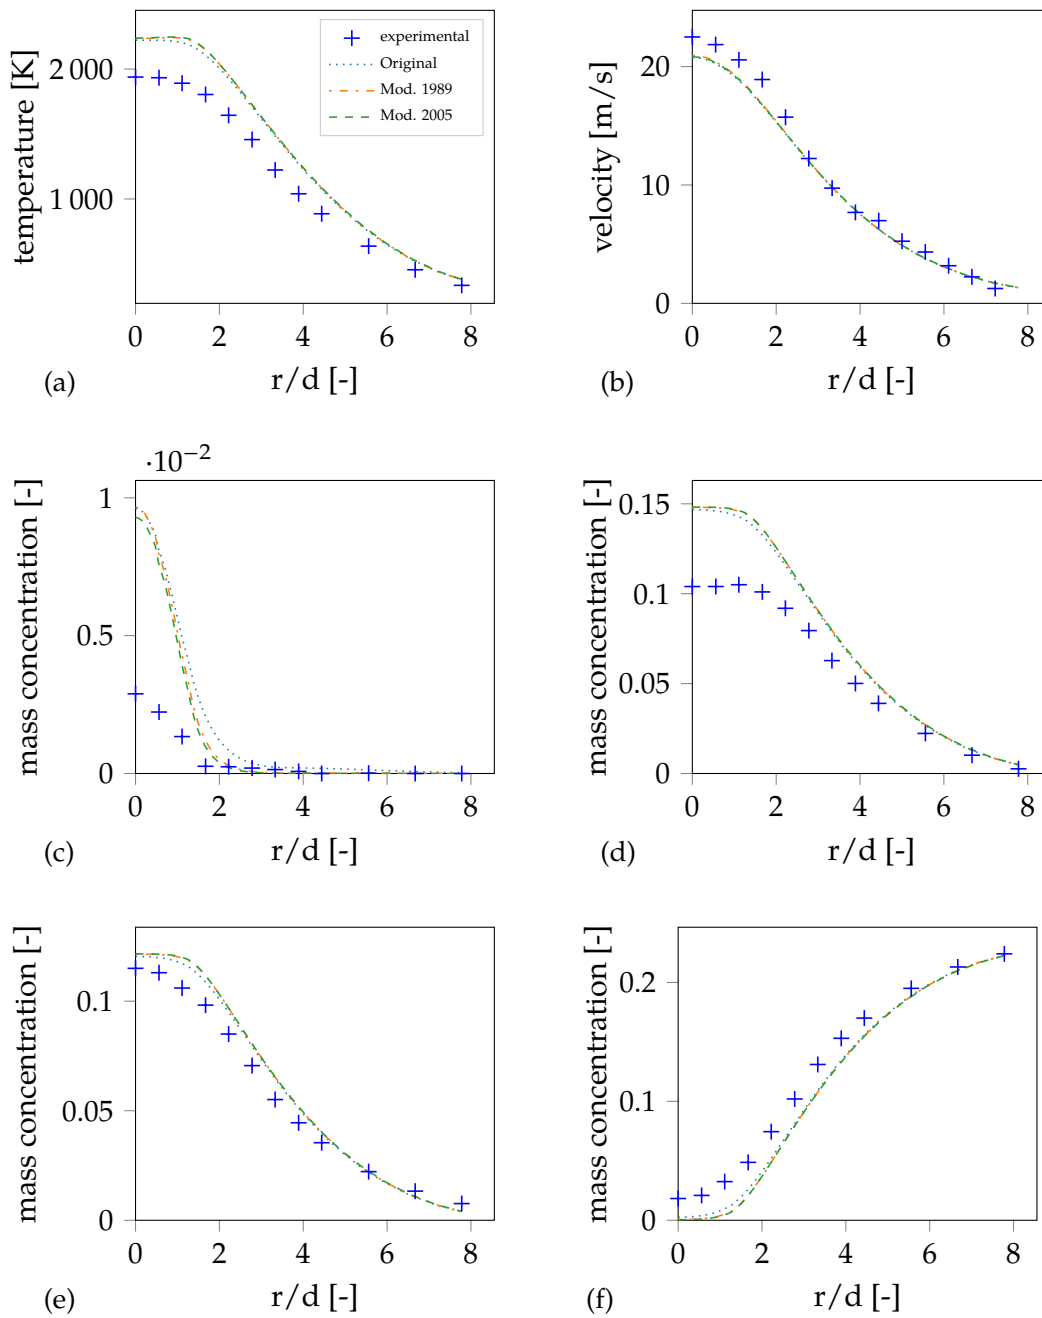 experimental
Original
Mod. 1989
Mod. 2005
2 000
1 000
temperature [K]
0 2 4 6 8
r/d [-]
(a)
20
10
0
velocity [m/s]
0 2 4 6 8
r/d [-]
(b)
·10⁻²
1
0.5
0
mass concentration [-]
0 2 4 6 8
r/d [-]
(c)
0.15
0.1
0.05
0
mass concentration [-]
0 2 4 6 8
r/d [-]
(d)
0.1
0.05
0
mass concentration [-]
0 2 4 6 8
r/d [-]
(e)
0.2
0.1
0
mass concentration [-]
0 2 4 6 8
r/d [-]
(f)